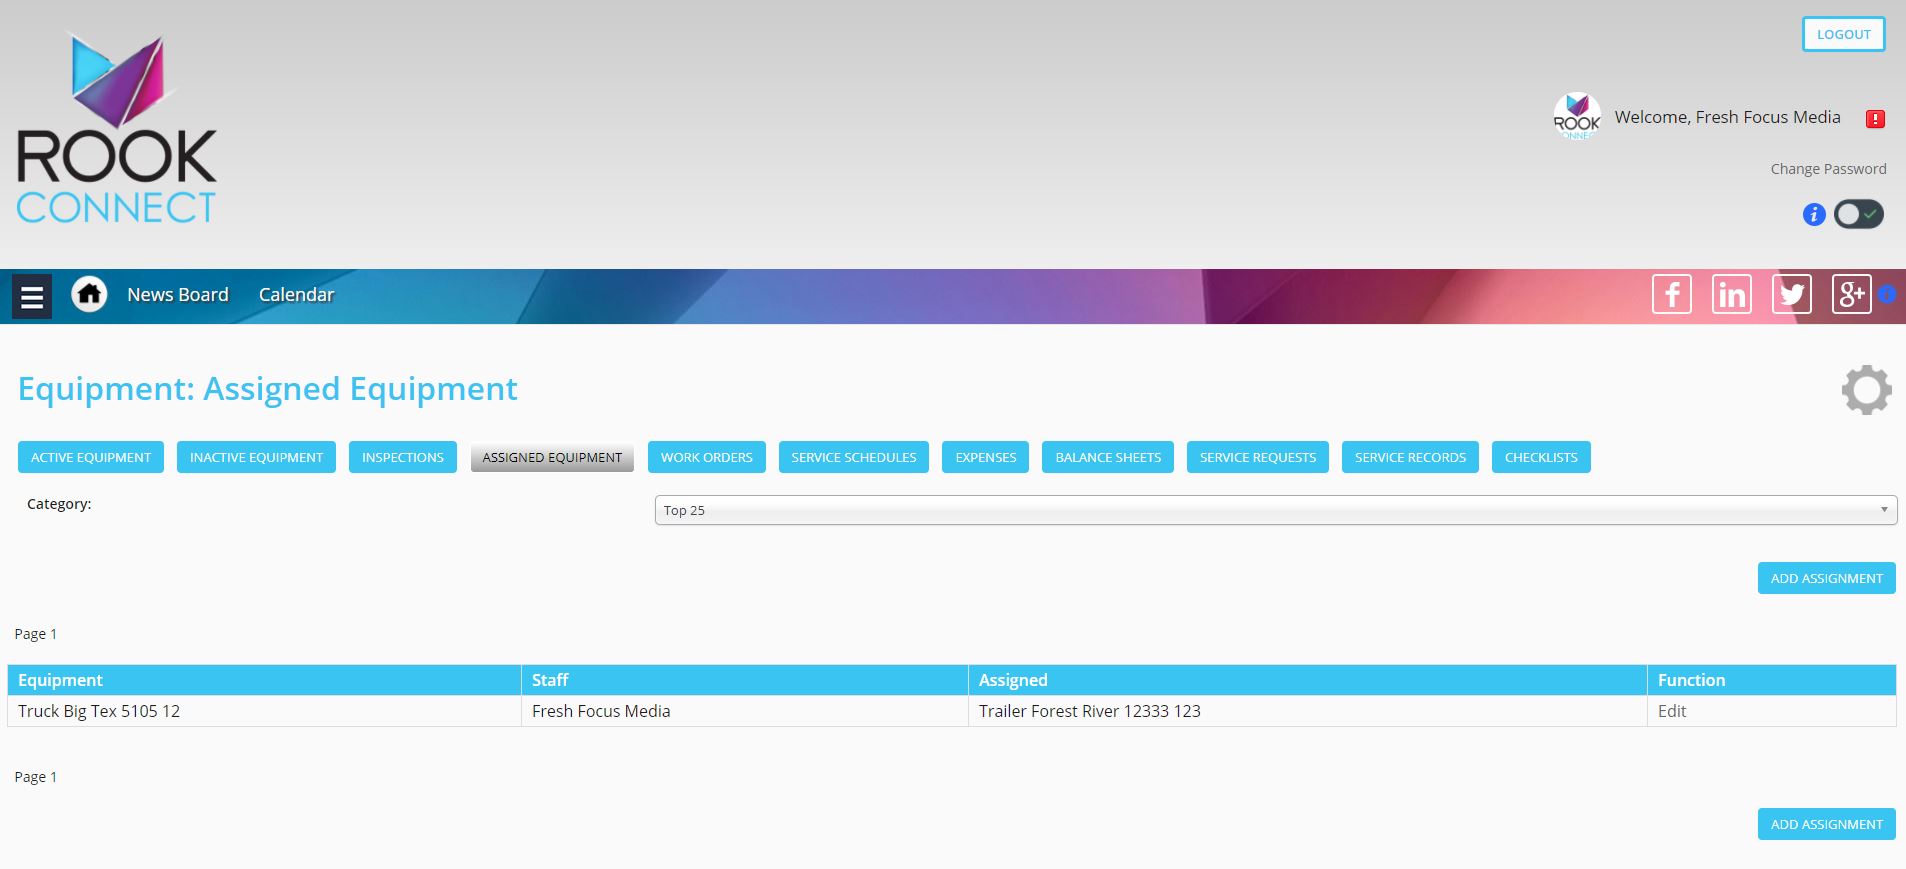 LOGOUT
ROOK
CONNECT
ROOK
CONNECT
Welcome, Fresh Focus Media
Change Password
News Board Calendar
Equipment: Assigned Equipment
ACTIVE EQUIPMENT INACTIVE EQUIPMENT INSPECTIONS ASSIGNED EQUIPMENT WORK ORDERS SERVICE SCHEDULES EXPENSES BALANCE SHEETS SERVICE REQUESTS SERVICE RECORDS CHECKLISTS
Category: Top 25
ADD ASSIGNMENT
Page 1
Equipment Staff Assigned Function
Truck Big Tex 5105 12 Fresh Focus Media Trailer Forest River 12333 123 Edit
Page 1
ADD ASSIGNMENT